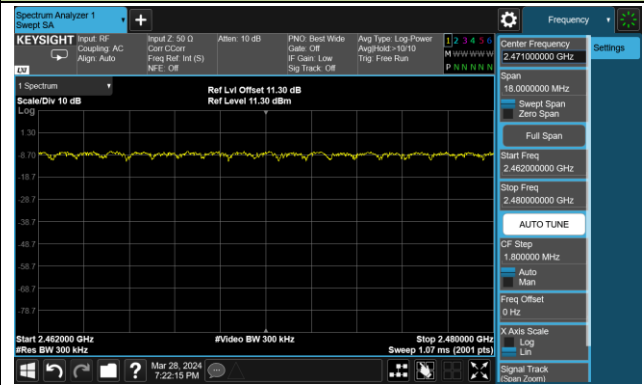 Spectrum Analyzer 1
Swept SA
Frequency
Settings
KEYSIGHT
Input: RF
Coupling: AC
Align: Auto
Input Z: 50 Ω
Corr CCorr
Freq Ref: Int (S)
NFE: Off
Atten: 10 dB
PNO: Best Wide
Gate: Off
IF Gain: Low
Sig Track: Off
Avg Type: Log-Power
Avg|Hold:>10/10
Trig: Free Run
1 2 3 4 5 6
M W W W W W
P N N N N N
LXI
1 Spectrum
Scale/Div 10 dB
Ref Lvl Offset 11.30 dB
Ref Level 11.30 dBm
Log
1.30
-8.70
-18.7
-28.7
-38.7
-48.7
-58.7
-68.7
-78.7
Start 2.462000 GHz
#Res BW 300 kHz
#Video BW 300 kHz
Stop 2.480000 GHz
Sweep 1.07 ms (2001 pts)
Center Frequency
2.471000000 GHz
Span
18.0000000 MHz
Swept Span
Zero Span
Full Span
Start Freq
2.462000000 GHz
Stop Freq
2.480000000 GHz
AUTO TUNE
CF Step
1.800000 MHz
Auto
Man
Freq Offset
0 Hz
X Axis Scale
Log
Lin
Signal Track
(Span Zoom)
?
Mar 28, 2024
7:22:15 PM